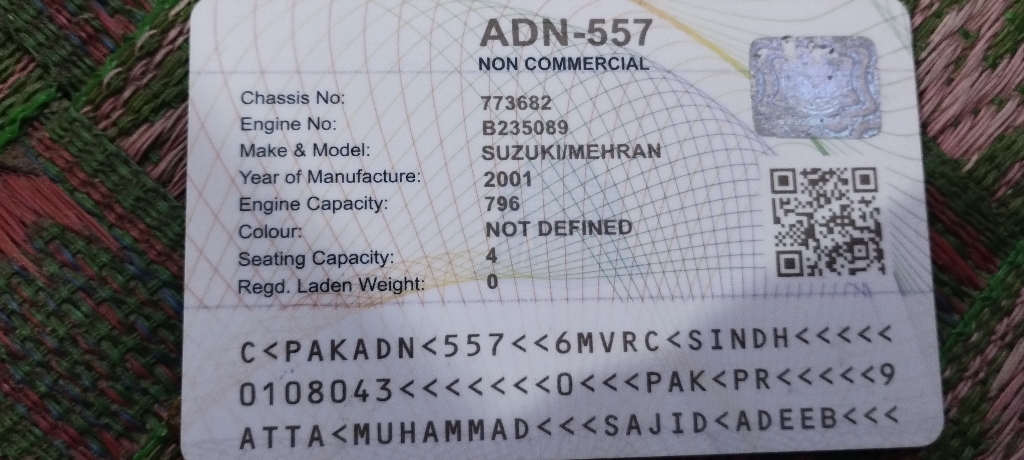 ADN-557
NON COMMERCIAL
Chassis No: 773682
Engine No: B235089
Make & Model: SUZUKI/MEHRAN
Year of Manufacture: 2001
Engine Capacity: 796
Colour: NOT DEFINED
Seating Capacity: 4
Regd. Laden Weight: 0
C<PAKADN<557<<6MVRC<SINDH<<<<<
0108043<<<<<<<<0<<<PAK<PR<<<<<9
ATTA<MUHAMMAD<<<SAJID<ADEEB<<<